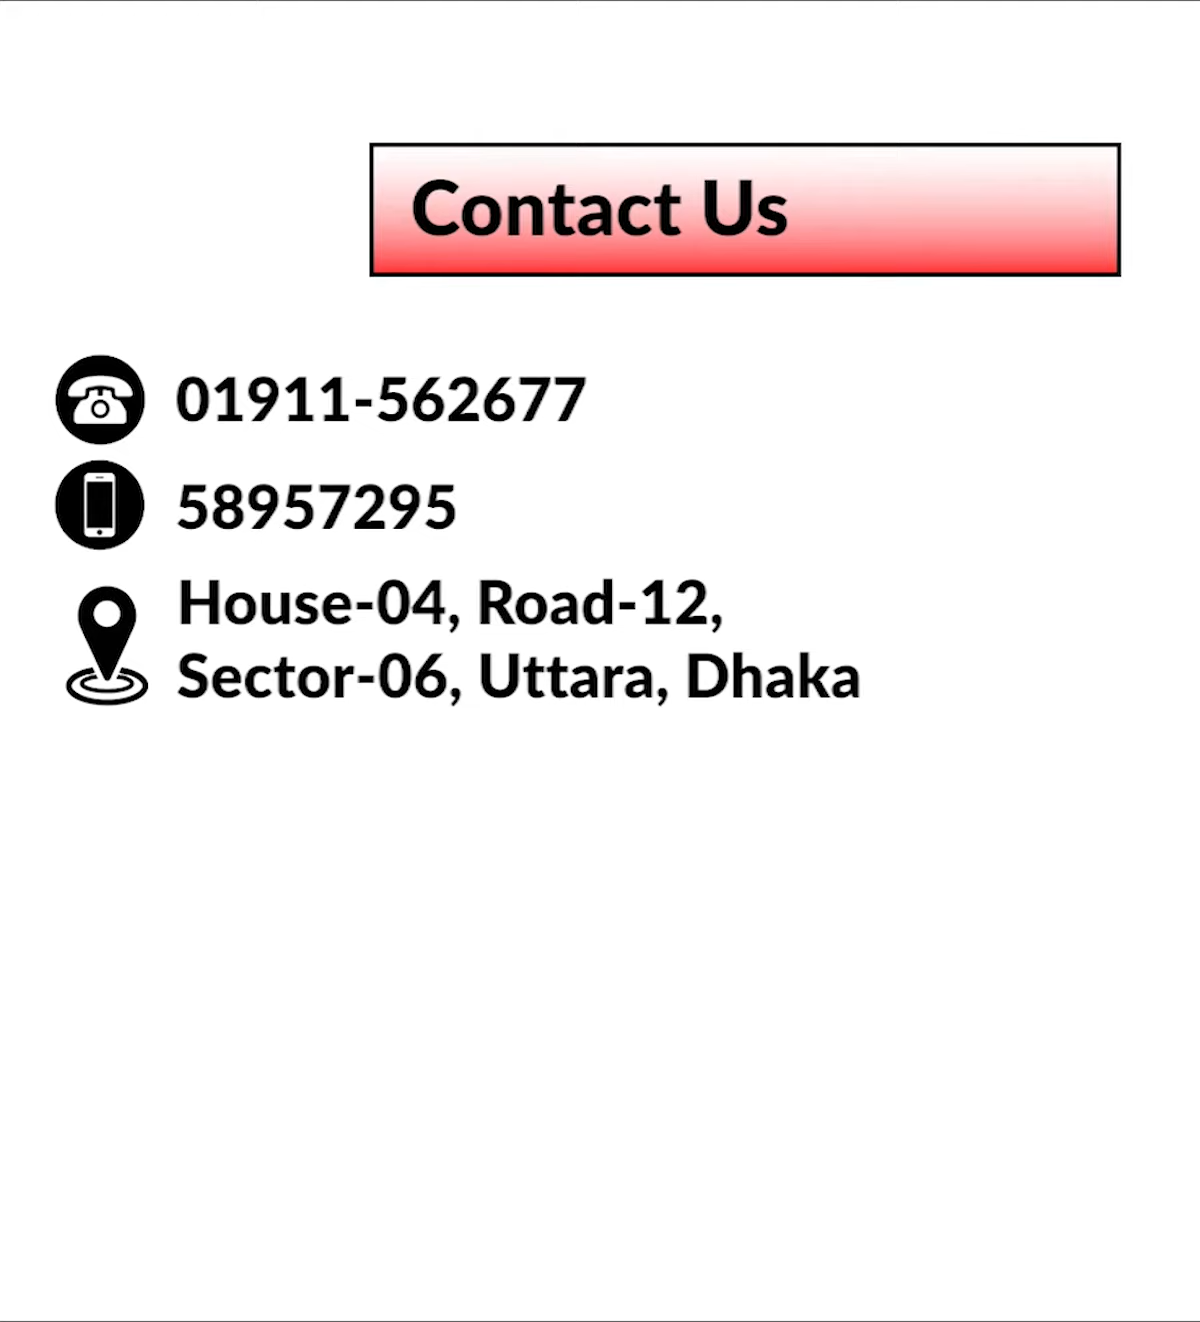 Contact Us
01911-562677
58957295
House-04, Road-12,
Sector-06, Uttara, Dhaka